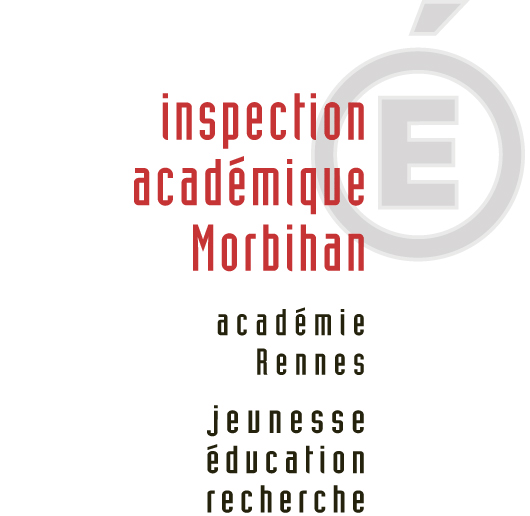 É
inspection
académique
Morbihan
académie
Rennes
jeunesse
éducation
recherche